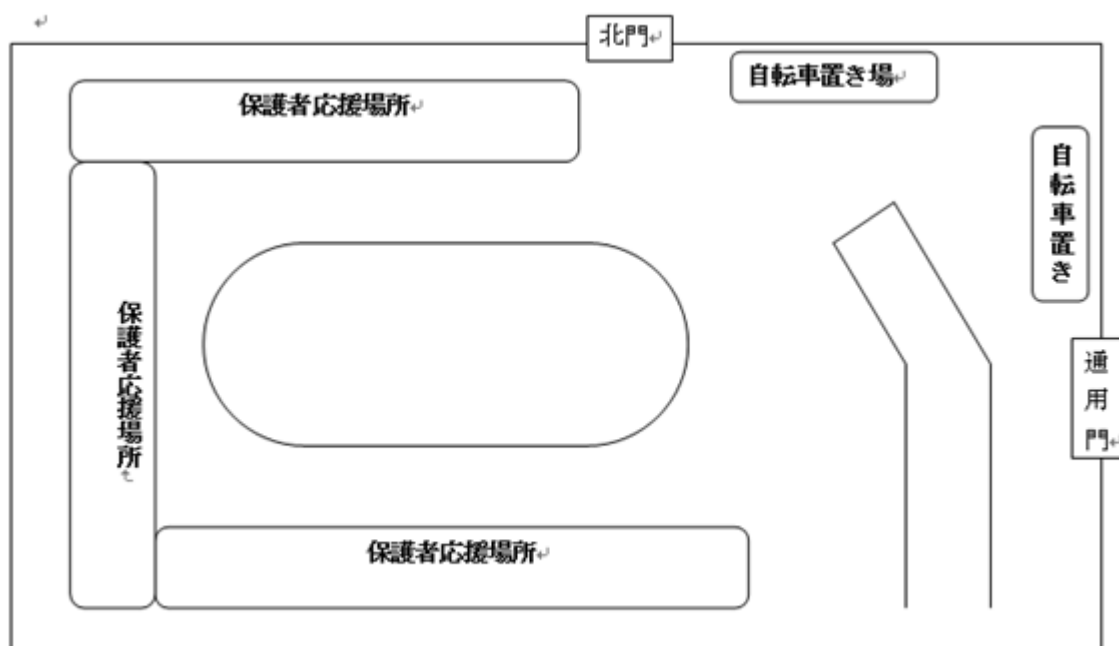 北門
自転車置き場
保護者応援場所
自転車置き
保護者応援場所
通用門
保護者応援場所